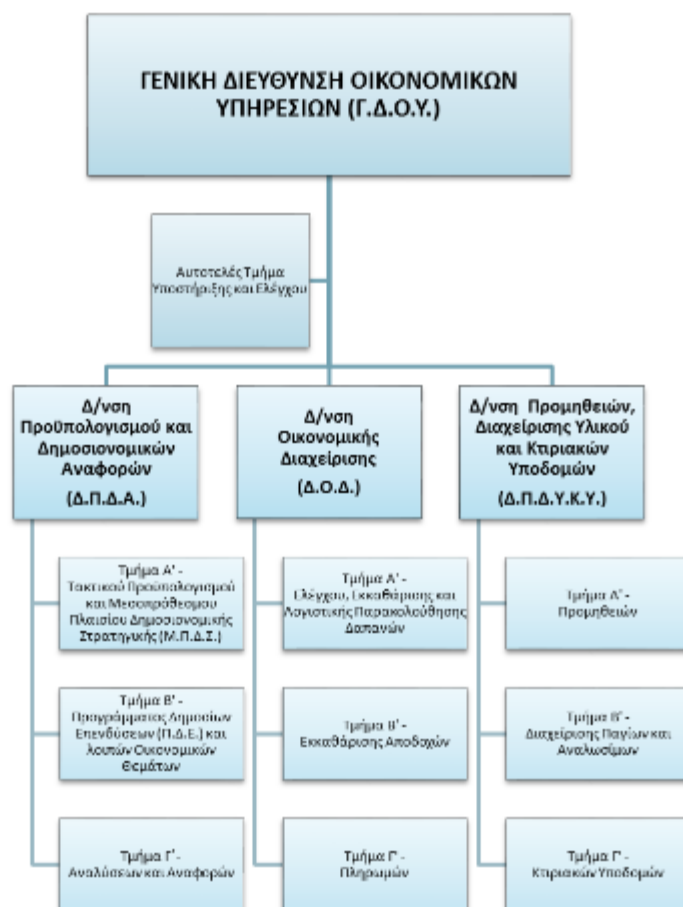 ΓΕΝΙΚΗ ΔΙΕΥΘΥΝΣΗ ΟΙΚΟΝΟΜΙΚΩΝ
ΥΠΗΡΕΣΙΩΝ (Γ.Δ.Ο.Υ.)
Αυτοτελές Τμήμα
Υποστήριξης και Ελέγχου
Δ/νση
Προϋπολογισμού και
Δημοσιονομικών
Αναφορών
(Δ.Π.Δ.Α.)
Τμήμα Α' -
Τακτικού Προϋπολογισμού
και Μεσοπρόθεσμου
Πλαισίου Δημοσιονομικής
Στρατηγικής (Μ.Π.Δ.Σ.)
Τμήμα Β' -
Προγράμματος Δημοσίων
Επενδύσεων (Π.Δ.Ε.) και
λοιπών Οικονομικών
Θεμάτων
Τμήμα Γ' -
Αναλύσεων και Αναφορών
Δ/νση
Οικονομικής
Διαχείρισης
(Δ.Ο.Δ.)
Τμήμα Α' -
Ελέγχου, Εκκαθάρισης και
Λογιστικής Παρακολούθησης
Δαπανών
Τμήμα Β' -
Εκκαθάρισης Αποδοχών
Τμήμα Γ' -
Πληρωμών
Δ/νση Προμηθειών,
Διαχείρισης Υλικού
και Κτιριακών
Υποδομών
(Δ.Π.Δ.Υ.Κ.Υ.)
Τμήμα Α' -
Προμηθειών
Τμήμα Β' -
Διαχείρισης Παγίων και
Αναλωσίμων
Τμήμα Γ' -
Κτιριακών Υποδομών